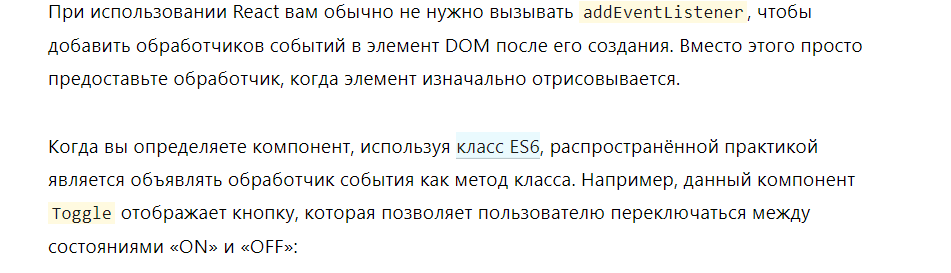 При использовании React вам обычно не нужно вызывать addEventListener, чтобы
добавить обработчиков событий в элемент DOM после его создания. Вместо этого просто
предоставьте обработчик, когда элемент изначально отрисовывается.
Когда вы определяете компонент, используя класс ES6, распространённой практикой
является объявлять обработчик события как метод класса. Например, данный компонент
Toggle отображает кнопку, которая позволяет пользователю переключаться между
состояниями «ON» и «OFF»: